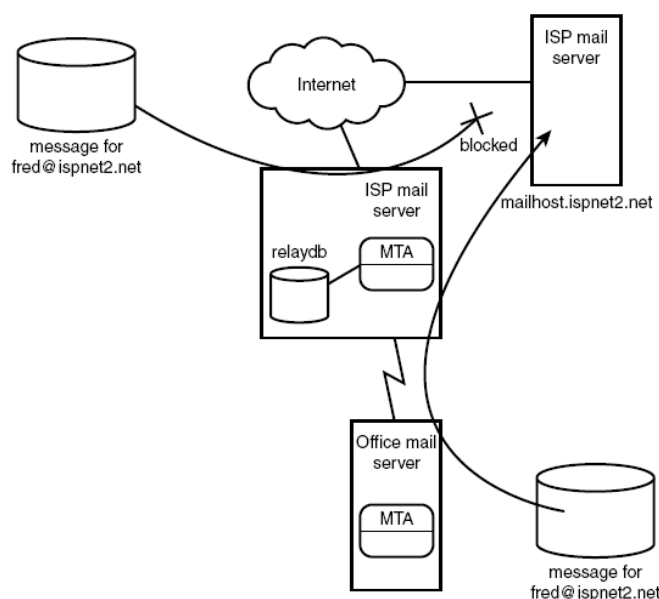 ISP mail
server
Internet
message for
fred@ispnet2.net
blocked
mailhost.ispnet2.net
ISP mail
server
relaydb
MTA
Office mail
server
MTA
message for
fred@ispnet2.net